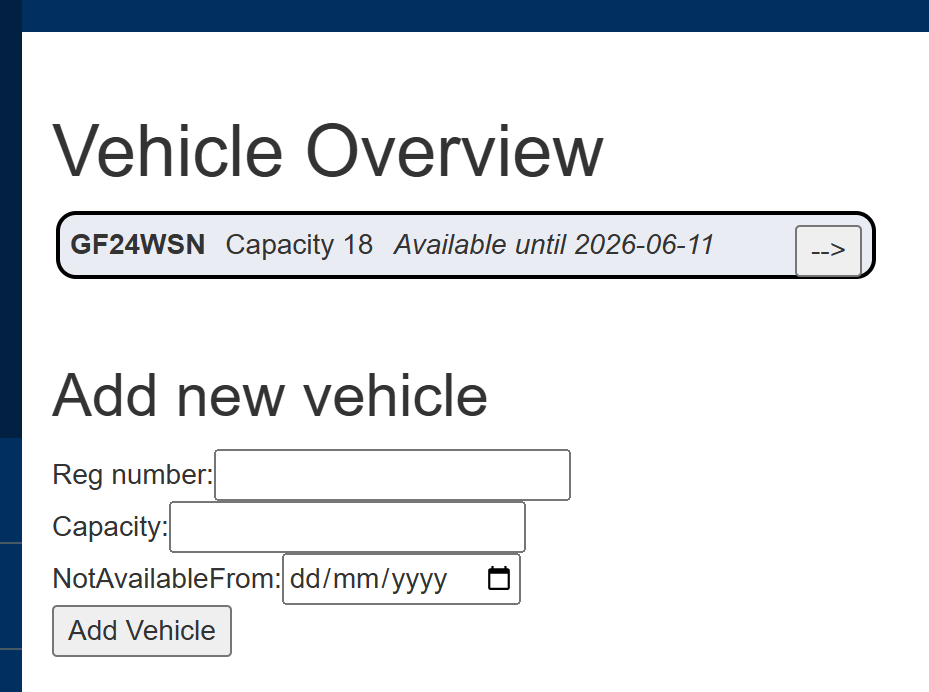 Vehicle Overview
GF24WSN Capacity 18 Available until 2026-06-11 -->
Add new vehicle
Reg number:
Capacity:
NotAvailableFrom: dd/mm/yyyy
Add Vehicle